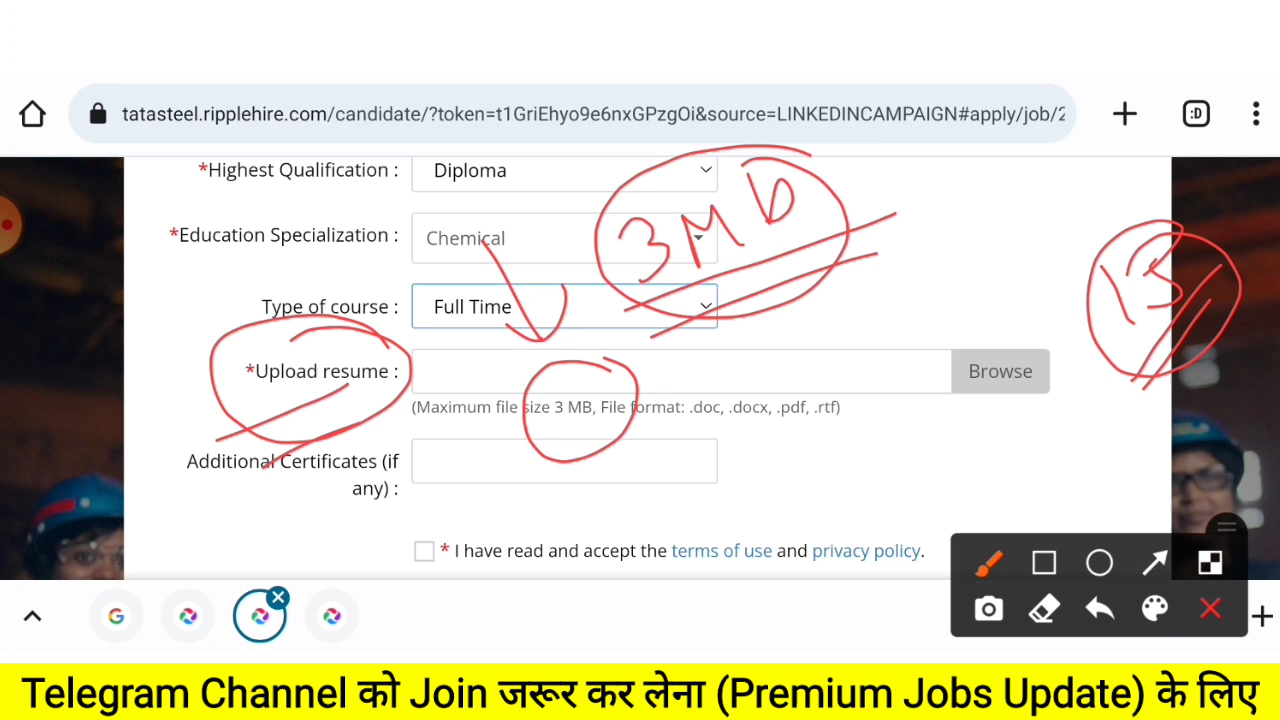 tatasteel.ripplehire.com/candidate/?token=t1GriEhyo9e6nxGPzgOi&source=LINKEDINCAMPAIGN#apply/job/2
:D
*Highest Qualification : Diploma
*Education Specialization : Chemical
3 MB
13
Type of course : Full Time
*Upload resume : Browse
(Maximum file size 3 MB, File format: .doc, .docx, .pdf, .rtf)
Additional Certificates (if
any) :
* I have read and accept the terms of use and privacy policy.
Telegram Channel को Join जरूर कर लेना (Premium Jobs Update) के लिए